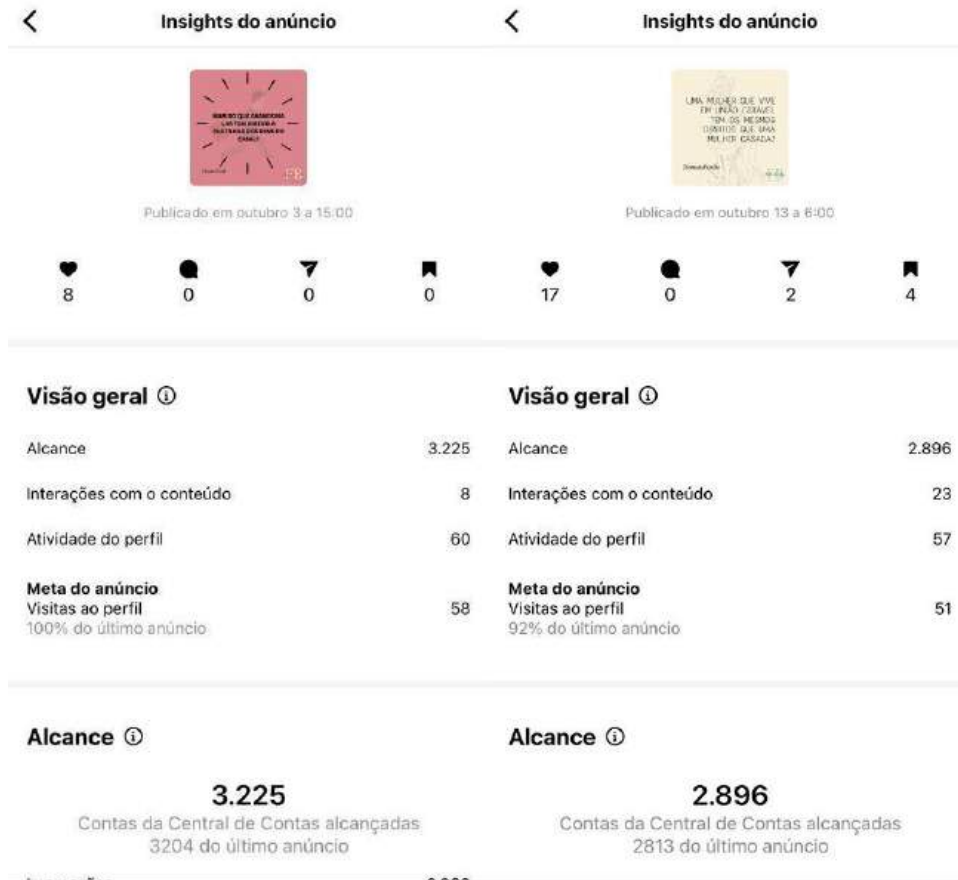 Insights do anúncio
UMA MULHER QUE VIVE
EM UNIÃO ESTÁVEL
TEM OS MESMOS
DIREITOS QUE UMA
MULHER CASADA?
Publicado em outubro 3 a 15:00
8 0 0 0
Visão geral
Alcance 3.225
Interações com o conteúdo 8
Atividade do perfil 60
Meta do anúncio
Visitas ao perfil 58
100% do último anúncio
Alcance
3.225
Contas da Central de Contas alcançadas
3204 do último anúncio
Insights do anúncio
Publicado em outubro 13 a 6:00
17 0 2 4
Visão geral
Alcance 2.896
Interações com o conteúdo 23
Atividade do perfil 57
Meta do anúncio
Visitas ao perfil 51
92% do último anúncio
Alcance
2.896
Contas da Central de Contas alcançadas
2813 do último anúncio